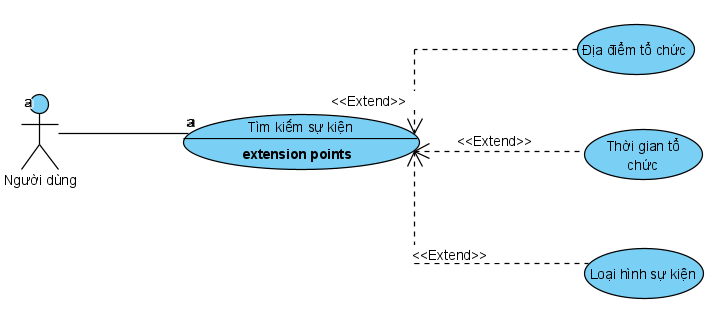 Địa điểm tổ chức
<<Extend>>
a
a
Tìm kiếm sự kiện
extension points
<<Extend>>
Thời gian tổ
chức
Người dùng
<<Extend>>
Loại hình sự kiện